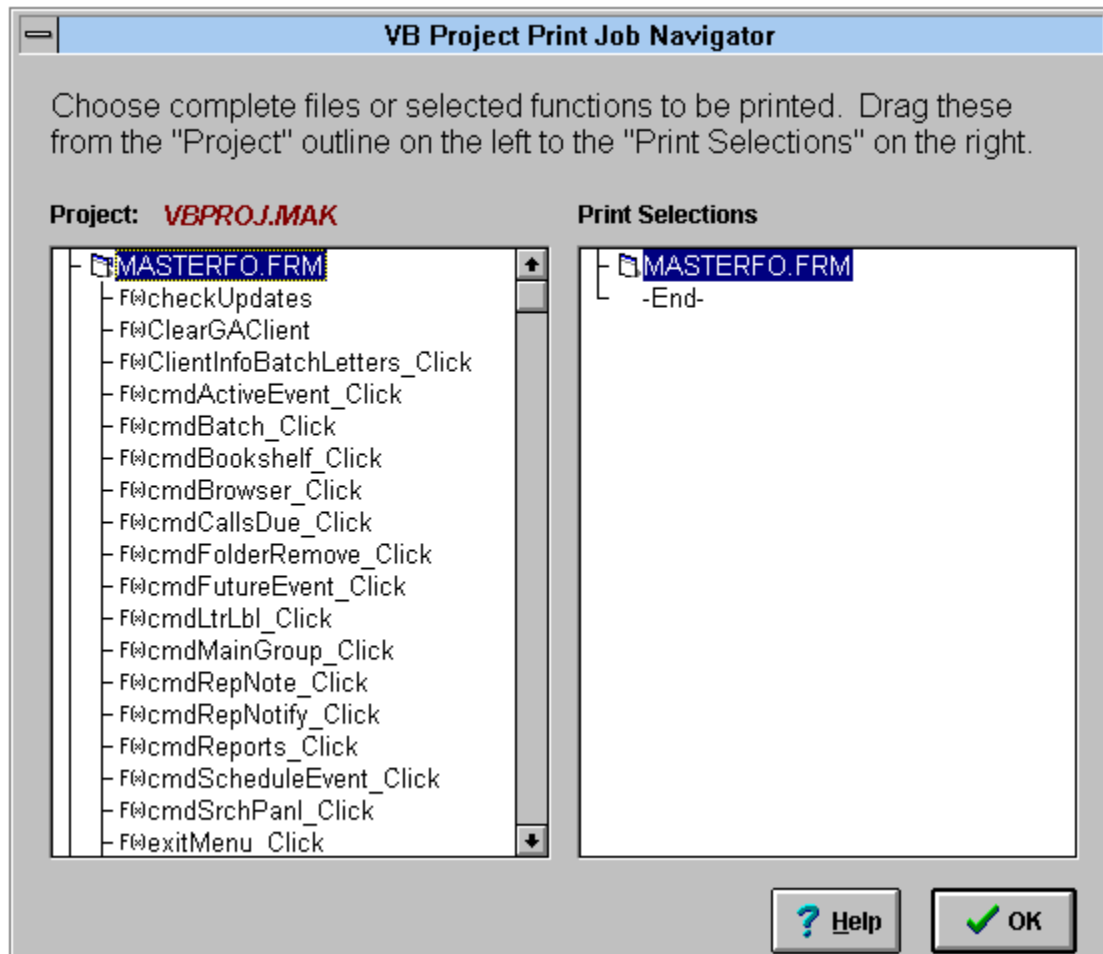 VB Project Print Job Navigator
Choose complete files or selected functions to be printed. Drag these
from the "Project" outline on the left to the "Print Selections" on the right.
Project: VBPROJ.MAK
Print Selections
MASTERFO.FRM
F(x)checkUpdates
F(x)ClearGAClient
F(x)ClientInfoBatchLetters_Click
F(x)cmdActiveEvent_Click
F(x)cmdBatch_Click
F(x)cmdBookshelf_Click
F(x)cmdBrowser_Click
F(x)cmdCallsDue_Click
F(x)cmdFolderRemove_Click
F(x)cmdFutureEvent_Click
F(x)cmdLtrLbl_Click
F(x)cmdMainGroup_Click
F(x)cmdRepNote_Click
F(x)cmdRepNotify_Click
F(x)cmdReports_Click
F(x)cmdScheduleEvent_Click
F(x)cmdSrchPanl_Click
F(x)exitMenu_Click
MASTERFO.FRM
-End-
? Help
OK